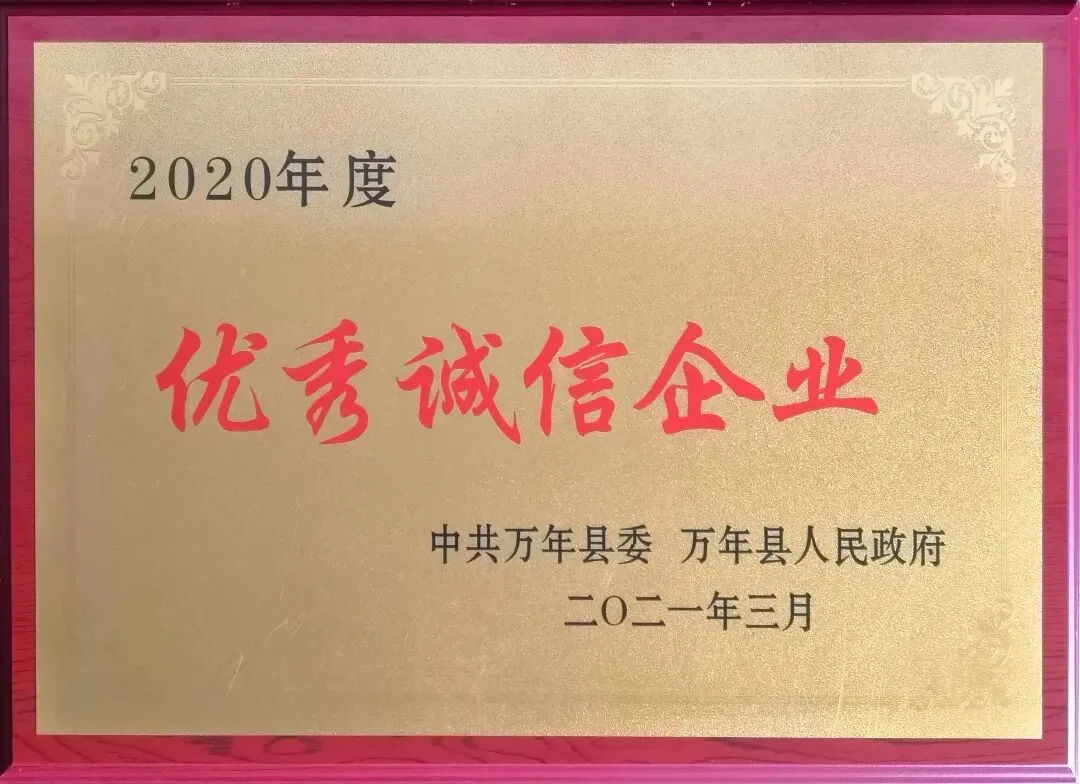 2020年度
优秀诚信企业
中共万年县委 万年县人民政府
二〇二一年三月